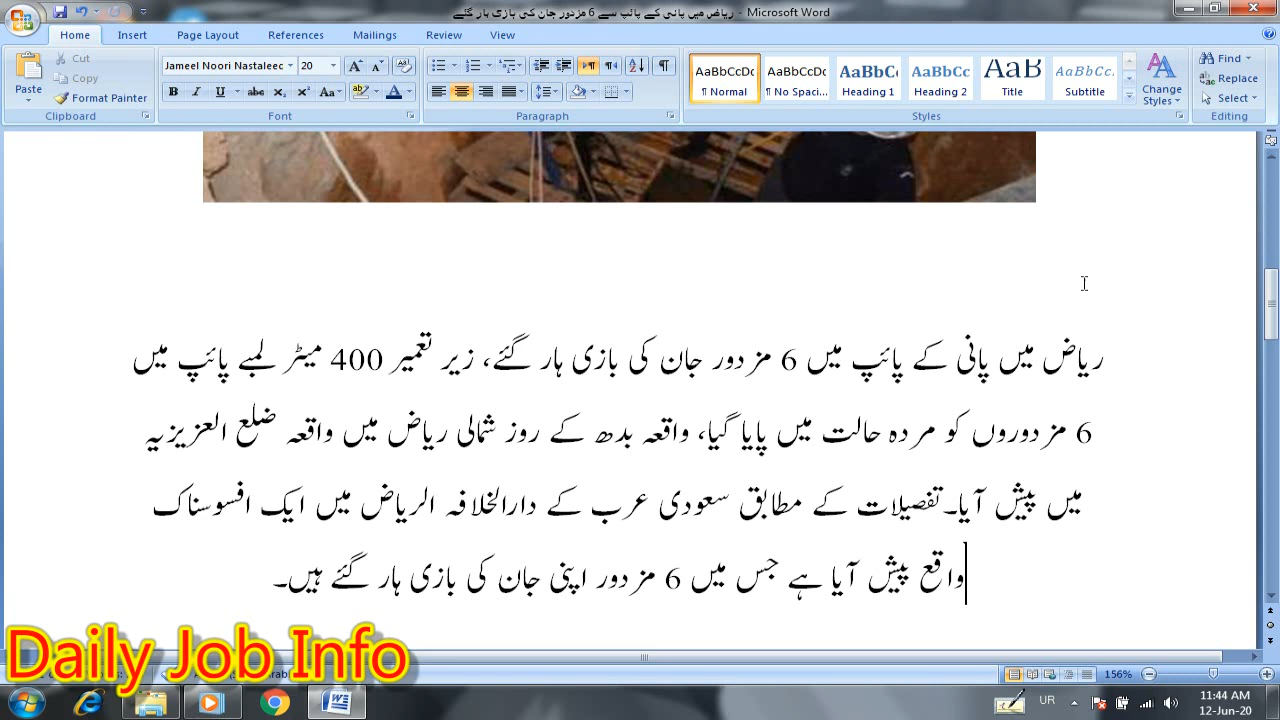 ریاض میں پانی کے پائپ سے 6 مزدور جان کی بازی ہار گئے - Microsoft Word
Home Insert Page Layout References Mailings Review View
Paste
Cut
Copy
Format Painter
Clipboard
Jameel Noori Nastaleec 20
Font
Paragraph
AaBbCcDc AaBbCcDc AaBbC AaBbCc AaB AaBbCc.
¶ Normal ¶ No Spaci... Heading 1 Heading 2 Title Subtitle
Change Styles
Styles
Find
Replace
Select
Editing
ریاض میں پانی کے پائپ میں 6 مزدور جان کی بازی ہار گئے، زیر تعمیر 400 میٹر لمبے پائپ میں
6 مزدوروں کو مردہ حالت میں پایا گیا، واقعہ بدھ کے روز شمالی ریاض میں واقعہ ضلع العزیزیہ
میں پیش آیا۔تفصیلات کے مطابق سعودی عرب کے دارالخلافہ الریاض میں ایک افسوسناک
واقع پیش آیا ہے جس میں 6 مزدور اپنی جان کی بازی ہار گئے ہیں۔
Daily Job Info
156%
UR
11:44 AM
12-Jun-20